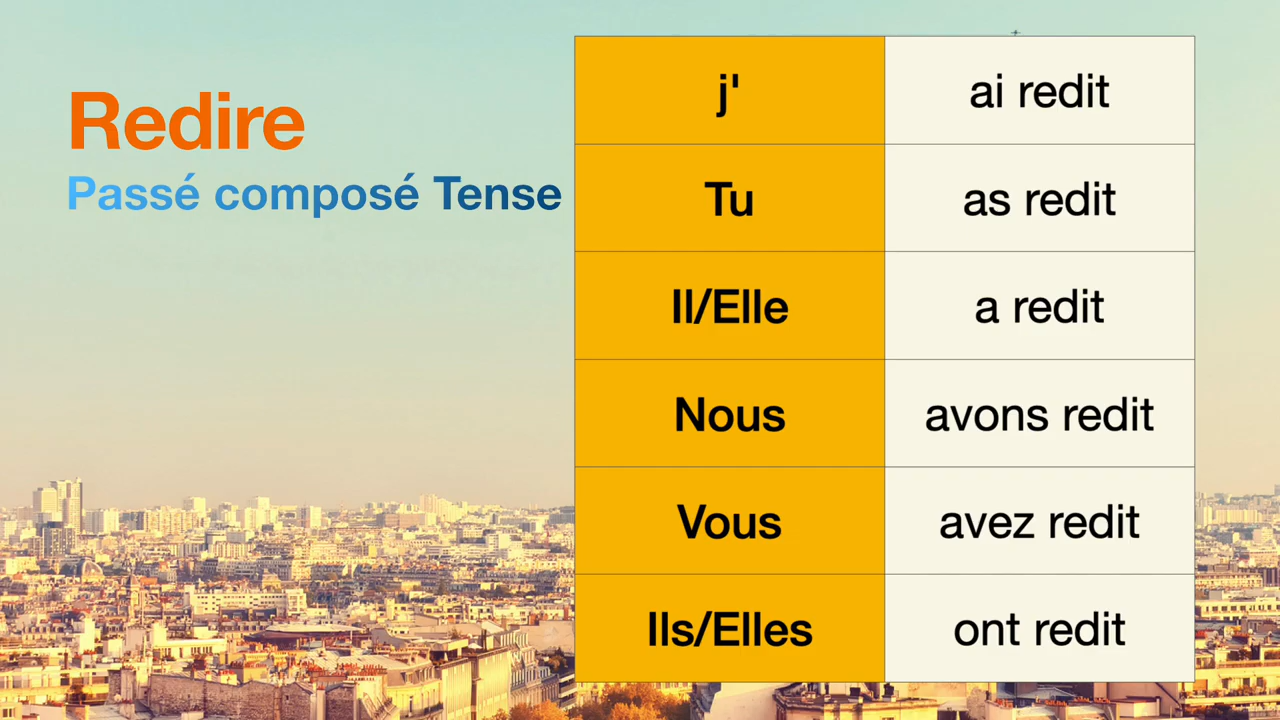 Redire
Passé composé Tense
j' ai redit
Tu as redit
Il/Elle a redit
Nous avons redit
Vous avez redit
Ils/Elles ont redit